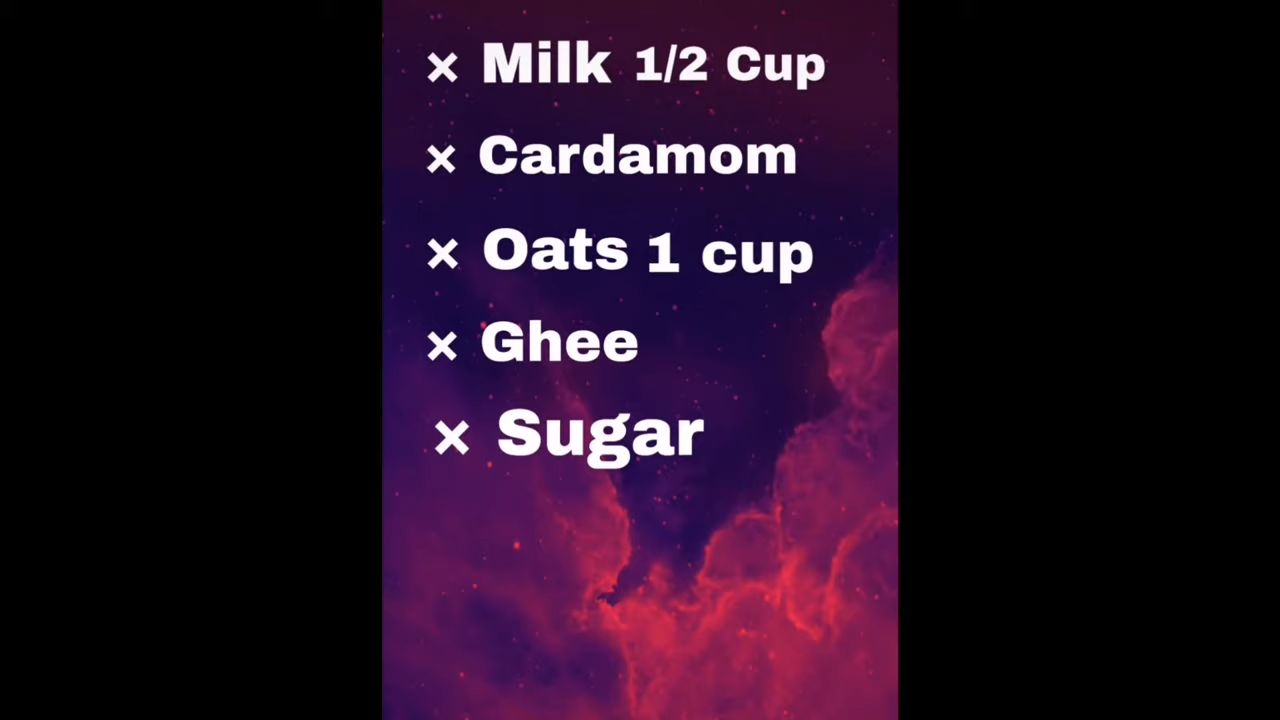 × Milk 1/2 Cup
× Cardamom
× Oats 1 cup
× Ghee
× Sugar